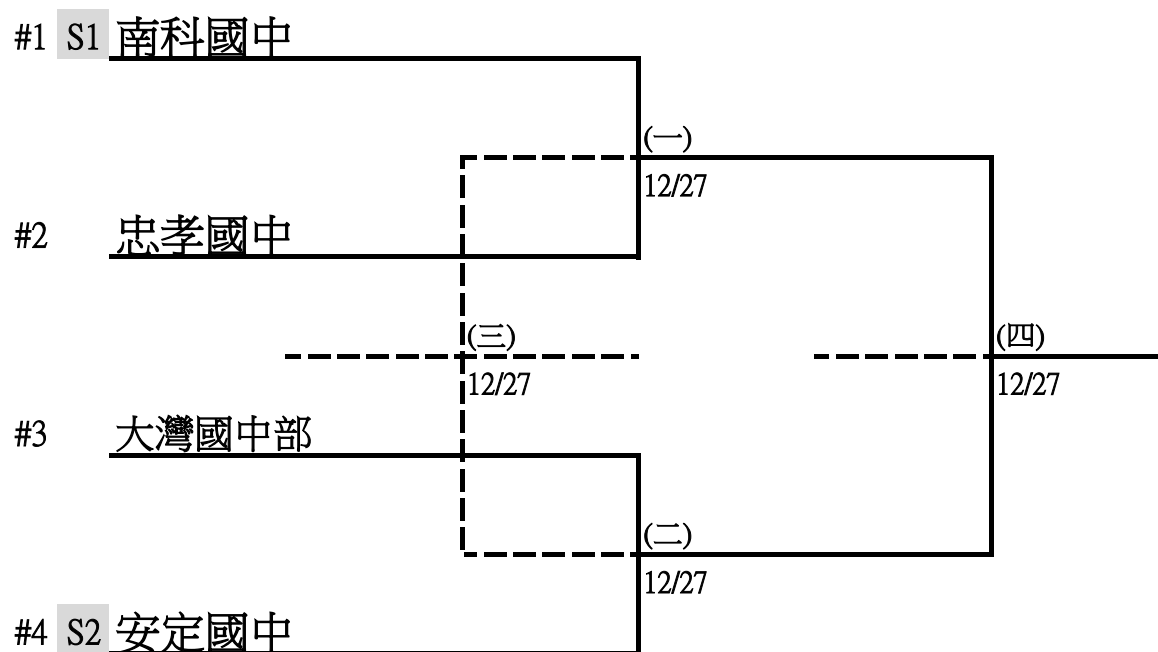 #1 S1 南科國中
(一)
12/27
#2 忠孝國中
(三) (四)
12/27 12/27
#3 大灣國中部
(二)
12/27
#4 S2 安定國中